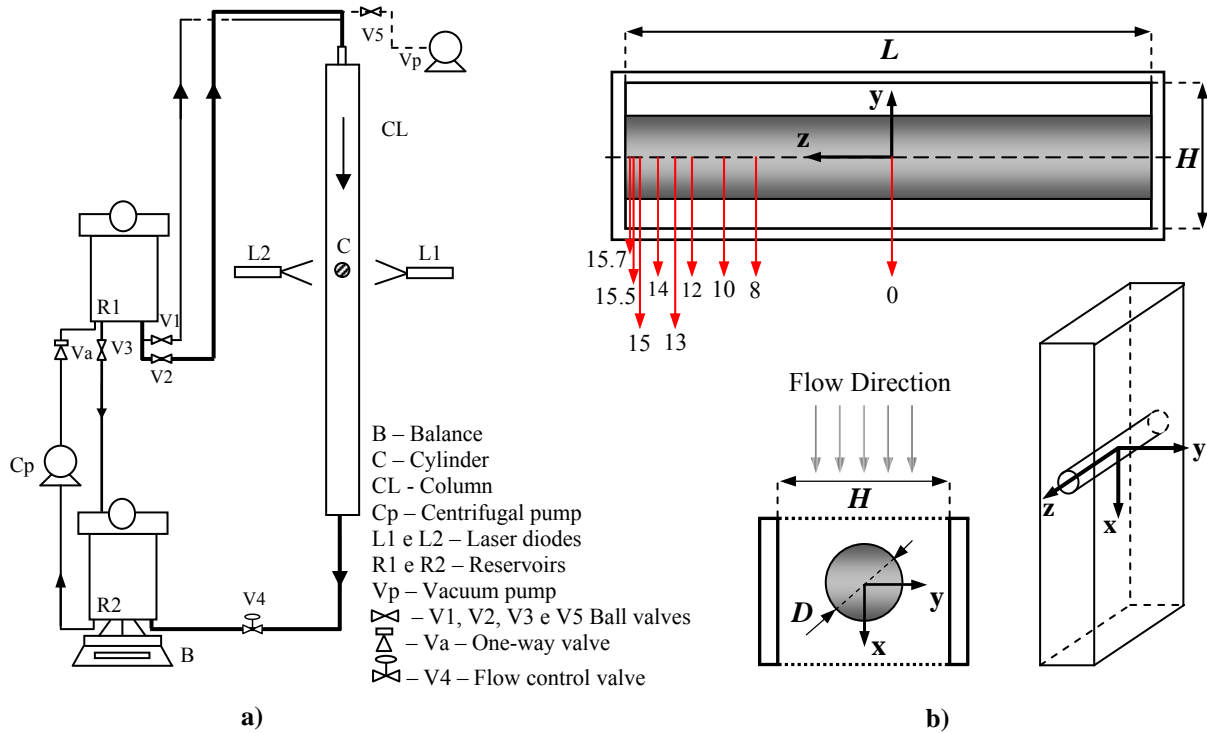 V5
Vp
CL
C
L2
L1
R1
V1
Va
V3
V2
Cp
R2
V4
B
B – Balance
C – Cylinder
CL - Column
Cp – Centrifugal pump
L1 e L2 – Laser diodes
R1 e R2 – Reservoirs
Vp – Vacuum pump
– V1, V2, V3 e V5 Ball valves
– Va – One-way valve
– V4 – Flow control valve
a)
L
y
z
H
15.7
15.5
15
14
13
12
10
8
0
Flow Direction
H
D
y
x
y
z
x
b)